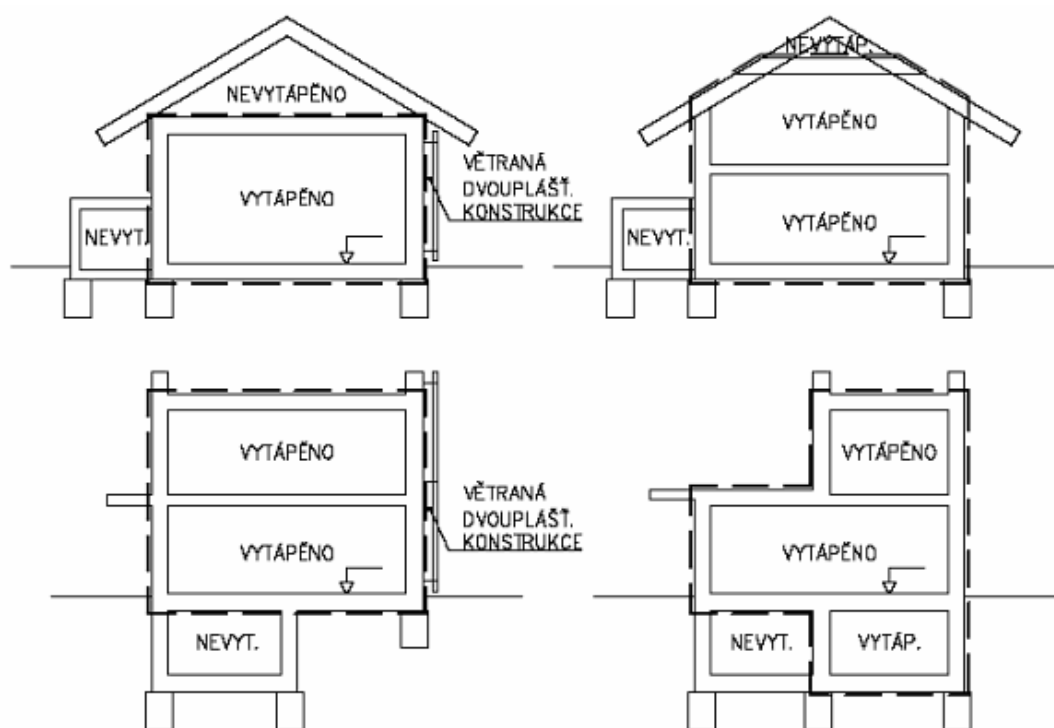 NEVYTÁPĚNO
VYTÁPĚNO
NEVYT.
VĚTRANÁ
DVOUPLÁŠŤ.
KONSTRUKCE
NEVYTÁP.
VYTÁPĚNO
VYTÁPĚNO
NEVYT.
VYTÁPĚNO
VYTÁPĚNO
NEVYT.
VĚTRANÁ
DVOUPLÁŠŤ.
KONSTRUKCE
VYTÁPĚNO
VYTÁPĚNO
NEVYT.
VYTÁP.